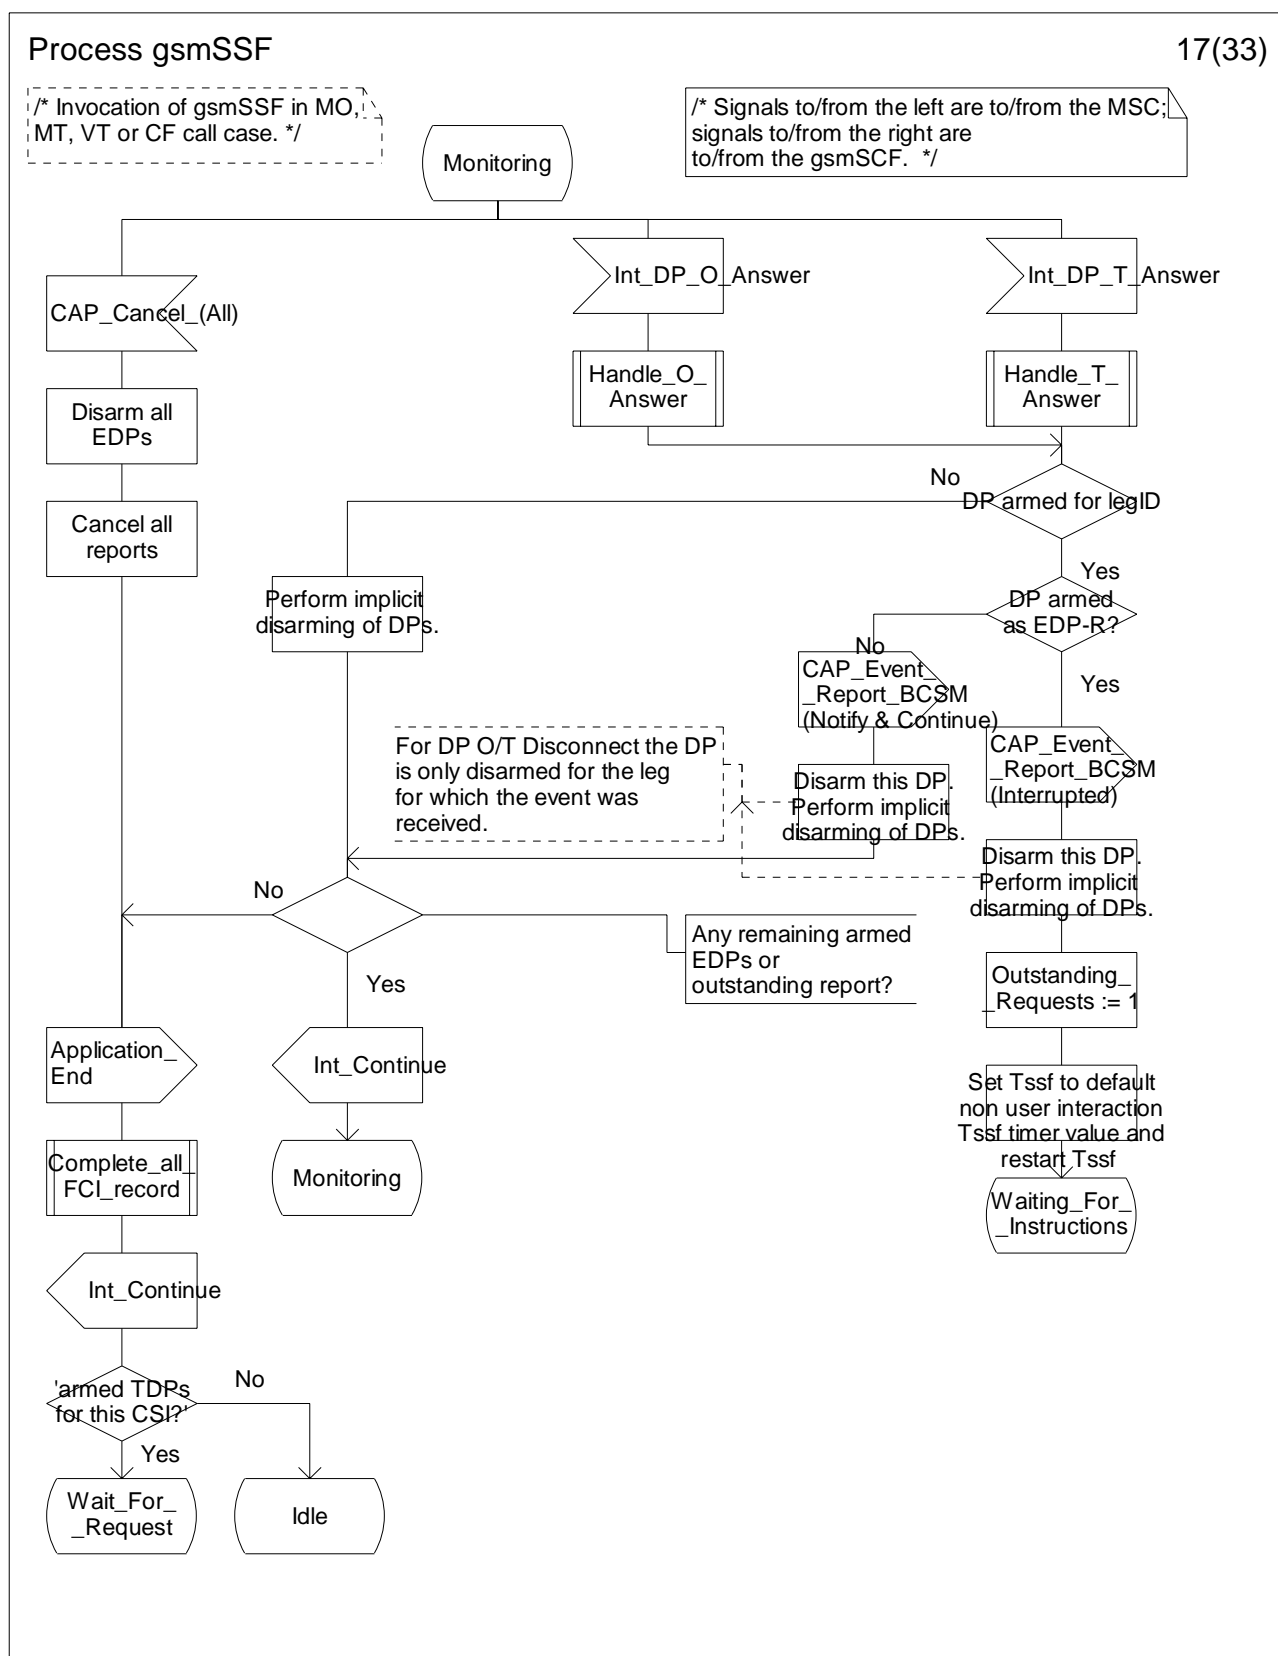 Process gsmSSF
17(33)
/* Invocation of gsmSSF in MO,
MT, VT or CF call case. */
/* Signals to/from the left are to/from the MSC;
signals to/from the right are
to/from the gsmSCF.  */
Monitoring
CAP_Cancel_(All)
Int_DP_O_Answer
Int_DP_T_Answer
Handle_O_
Answer
Handle_T_
Answer
Disarm all
EDPs
Cancel all
reports
No
DP armed for legID
Yes
Perform implicit
disarming of DPs.
DP armed
as EDP-R?
No
Yes
CAP_Event_
_Report_BCSM
(Notify & Continue)
CAP_Event_
_Report_BCSM
(Interrupted)
For DP O/T Disconnect the DP
is only disarmed for the leg
for which the event was
received.
Disarm this DP.
Perform implicit
disarming of DPs.
Disarm this DP.
Perform implicit
disarming of DPs.
No
Yes
Any remaining armed
EDPs or
outstanding report?
Outstanding_
_Requests := 1
Application_
End
Int_Continue
Set Tssf to default
non user interaction
Tssf timer value and
restart Tssf
Complete_all_
FCI_record
Monitoring
Waiting_For_
_Instructions
Int_Continue
'armed TDPs
for this CSI?'
No
Yes
Wait_For_
_Request
Idle